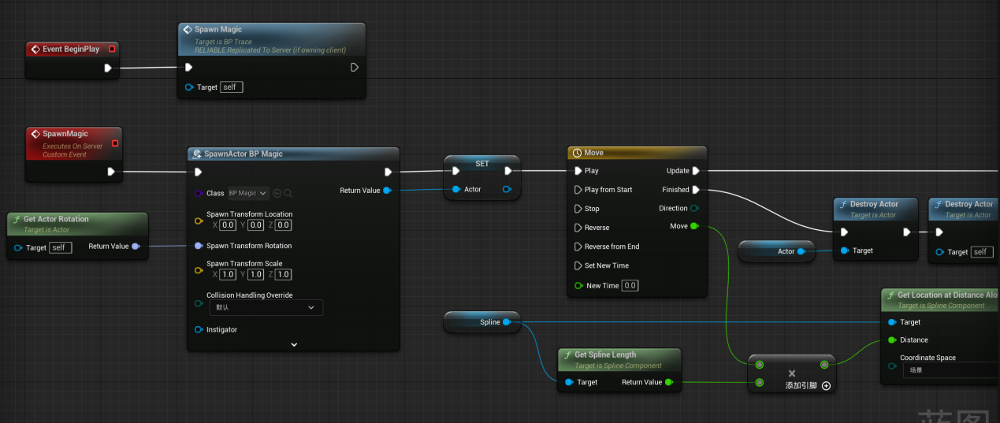 Event BeginPlay
Spawn Magic
Target is BP Trace
RELIABLE Replicated To Server (if owning client)
Target self
SpawnMagic
Executes On Server
Custom Event
Get Actor Rotation
Target is Actor
Target self Return Value
SpawnActor BP Magic
Class BP Magic
Return Value
Spawn Transform Location
X 0.0 Y 0.0 Z 0.0
Spawn Transform Rotation
Spawn Transform Scale
X 1.0 Y 1.0 Z 1.0
Collision Handling Override
默认
Instigator
SET
Actor
Move
Play Update
Play from Start Finished
Stop Direction
Reverse Move
Reverse from End
Set New Time
New Time 0.0
Destroy Actor
Target is Actor
Target
Destroy Actor
Target is Actor
Target self
Actor
Spline
Get Spline Length
Target is Spline Component
Target Return Value
添加引脚
Get Location at Distance Alo
Target is Spline Component
Target
Distance
Coordinate Space
场景
蓝图